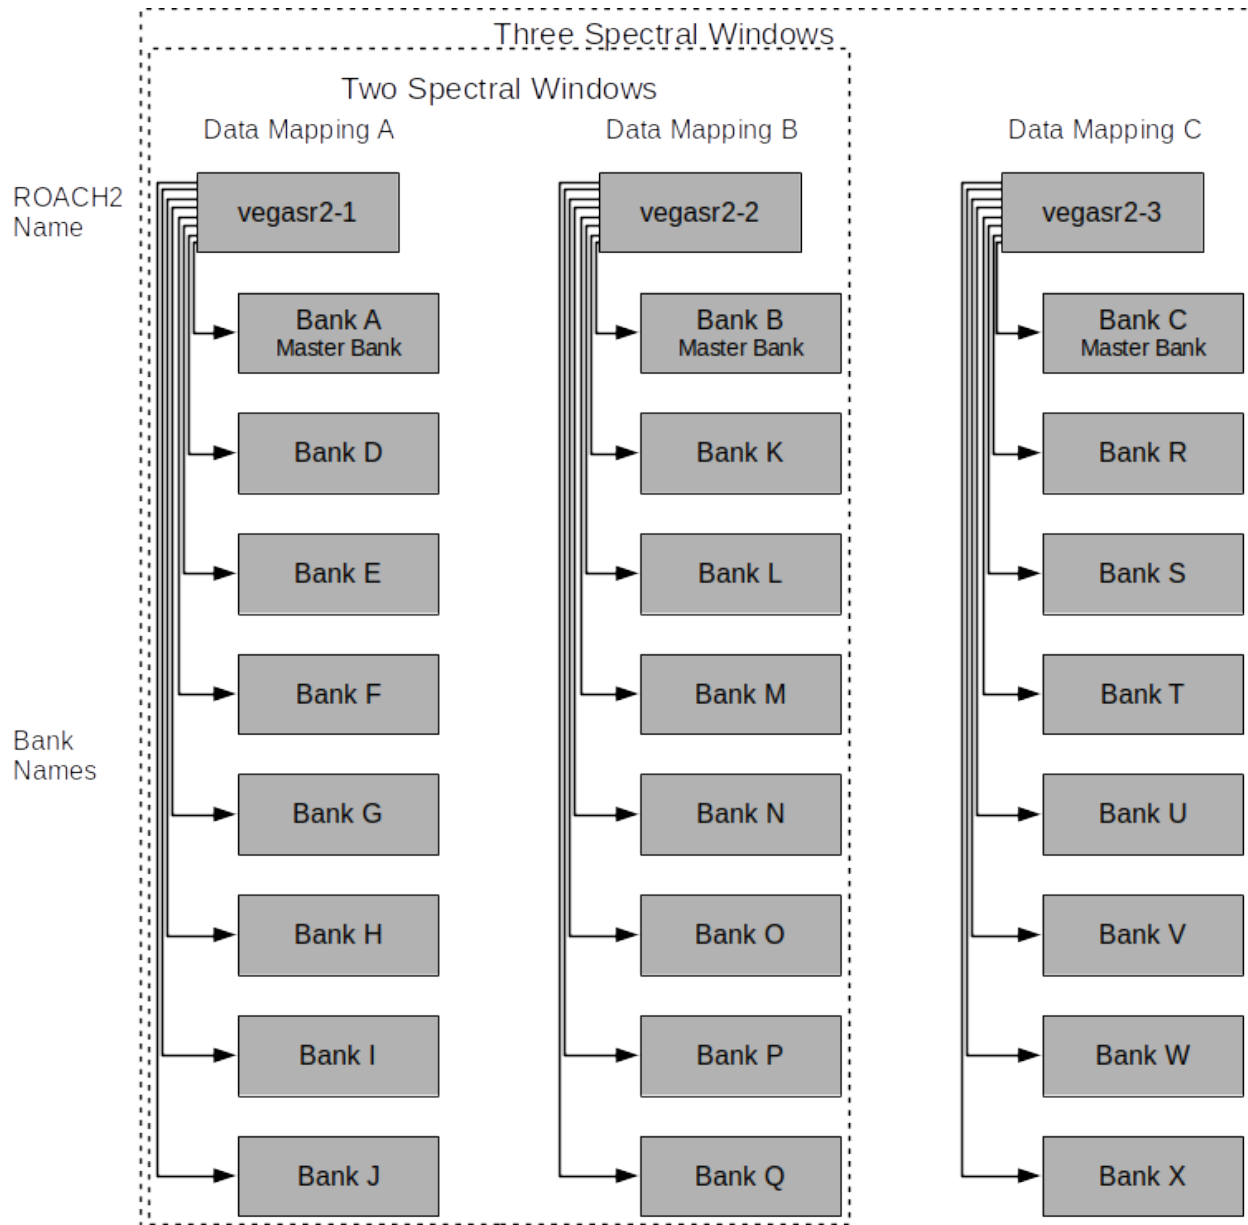 Three Spectral Windows
Two Spectral Windows
Data Mapping A
Data Mapping B
Data Mapping C
ROACH2
Name
vegasr2-1
vegasr2-2
vegasr2-3
Bank A
Master Bank
Bank B
Master Bank
Bank C
Master Bank
Bank D
Bank K
Bank R
Bank E
Bank L
Bank S
Bank F
Bank M
Bank T
Bank
Names
Bank G
Bank N
Bank U
Bank H
Bank O
Bank V
Bank I
Bank P
Bank W
Bank J
Bank Q
Bank X